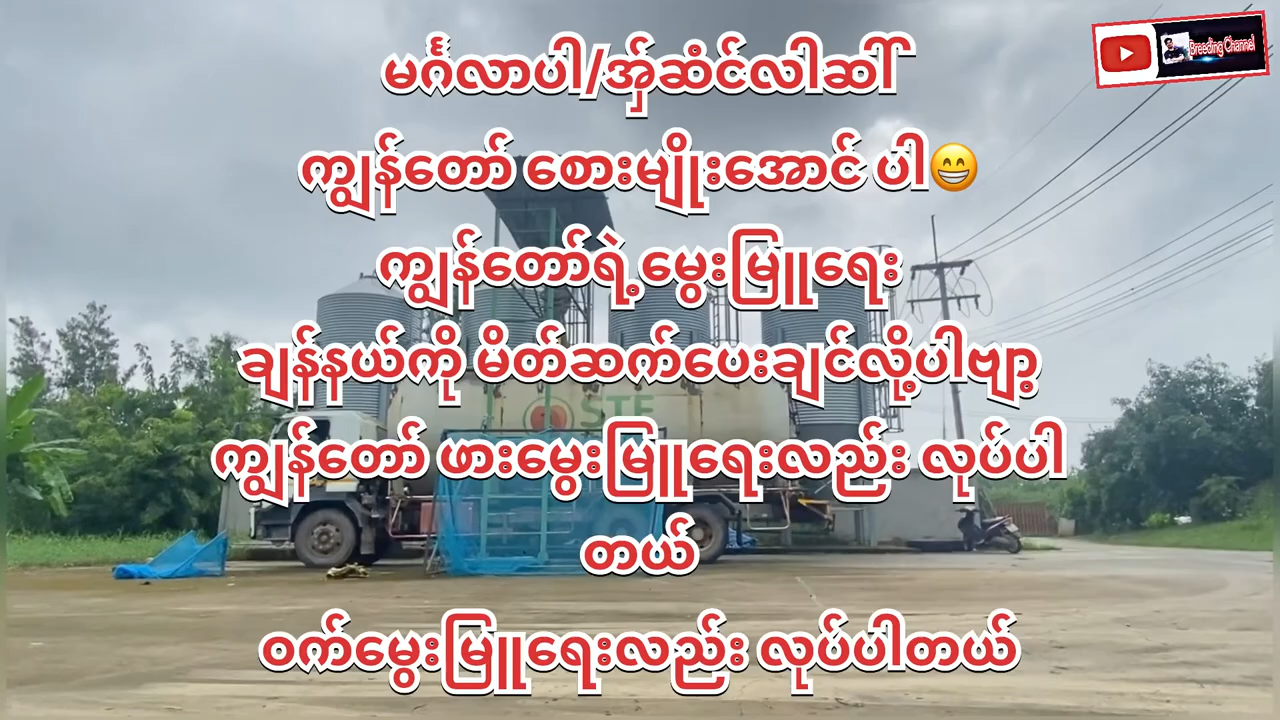 မင်္ဂလာပါ/အှ်ဆံင်လါဆါ်
Breeding Channel
ကျွန်တော် စေားမျိုးအောင် ပါ😁
ကျွန်တော်ရဲ့ မွေးမြူရေး
ချန်နယ်ကို မိတ်ဆက်ပေးချင်လို့ပါဗျာ့
STE
ကျွန်တော် ဖားမွေးမြူရေးလည်း လုပ်ပါ
တယ်
ဝက်မွေးမြူရေးလည်း လုပ်ပါတယ်